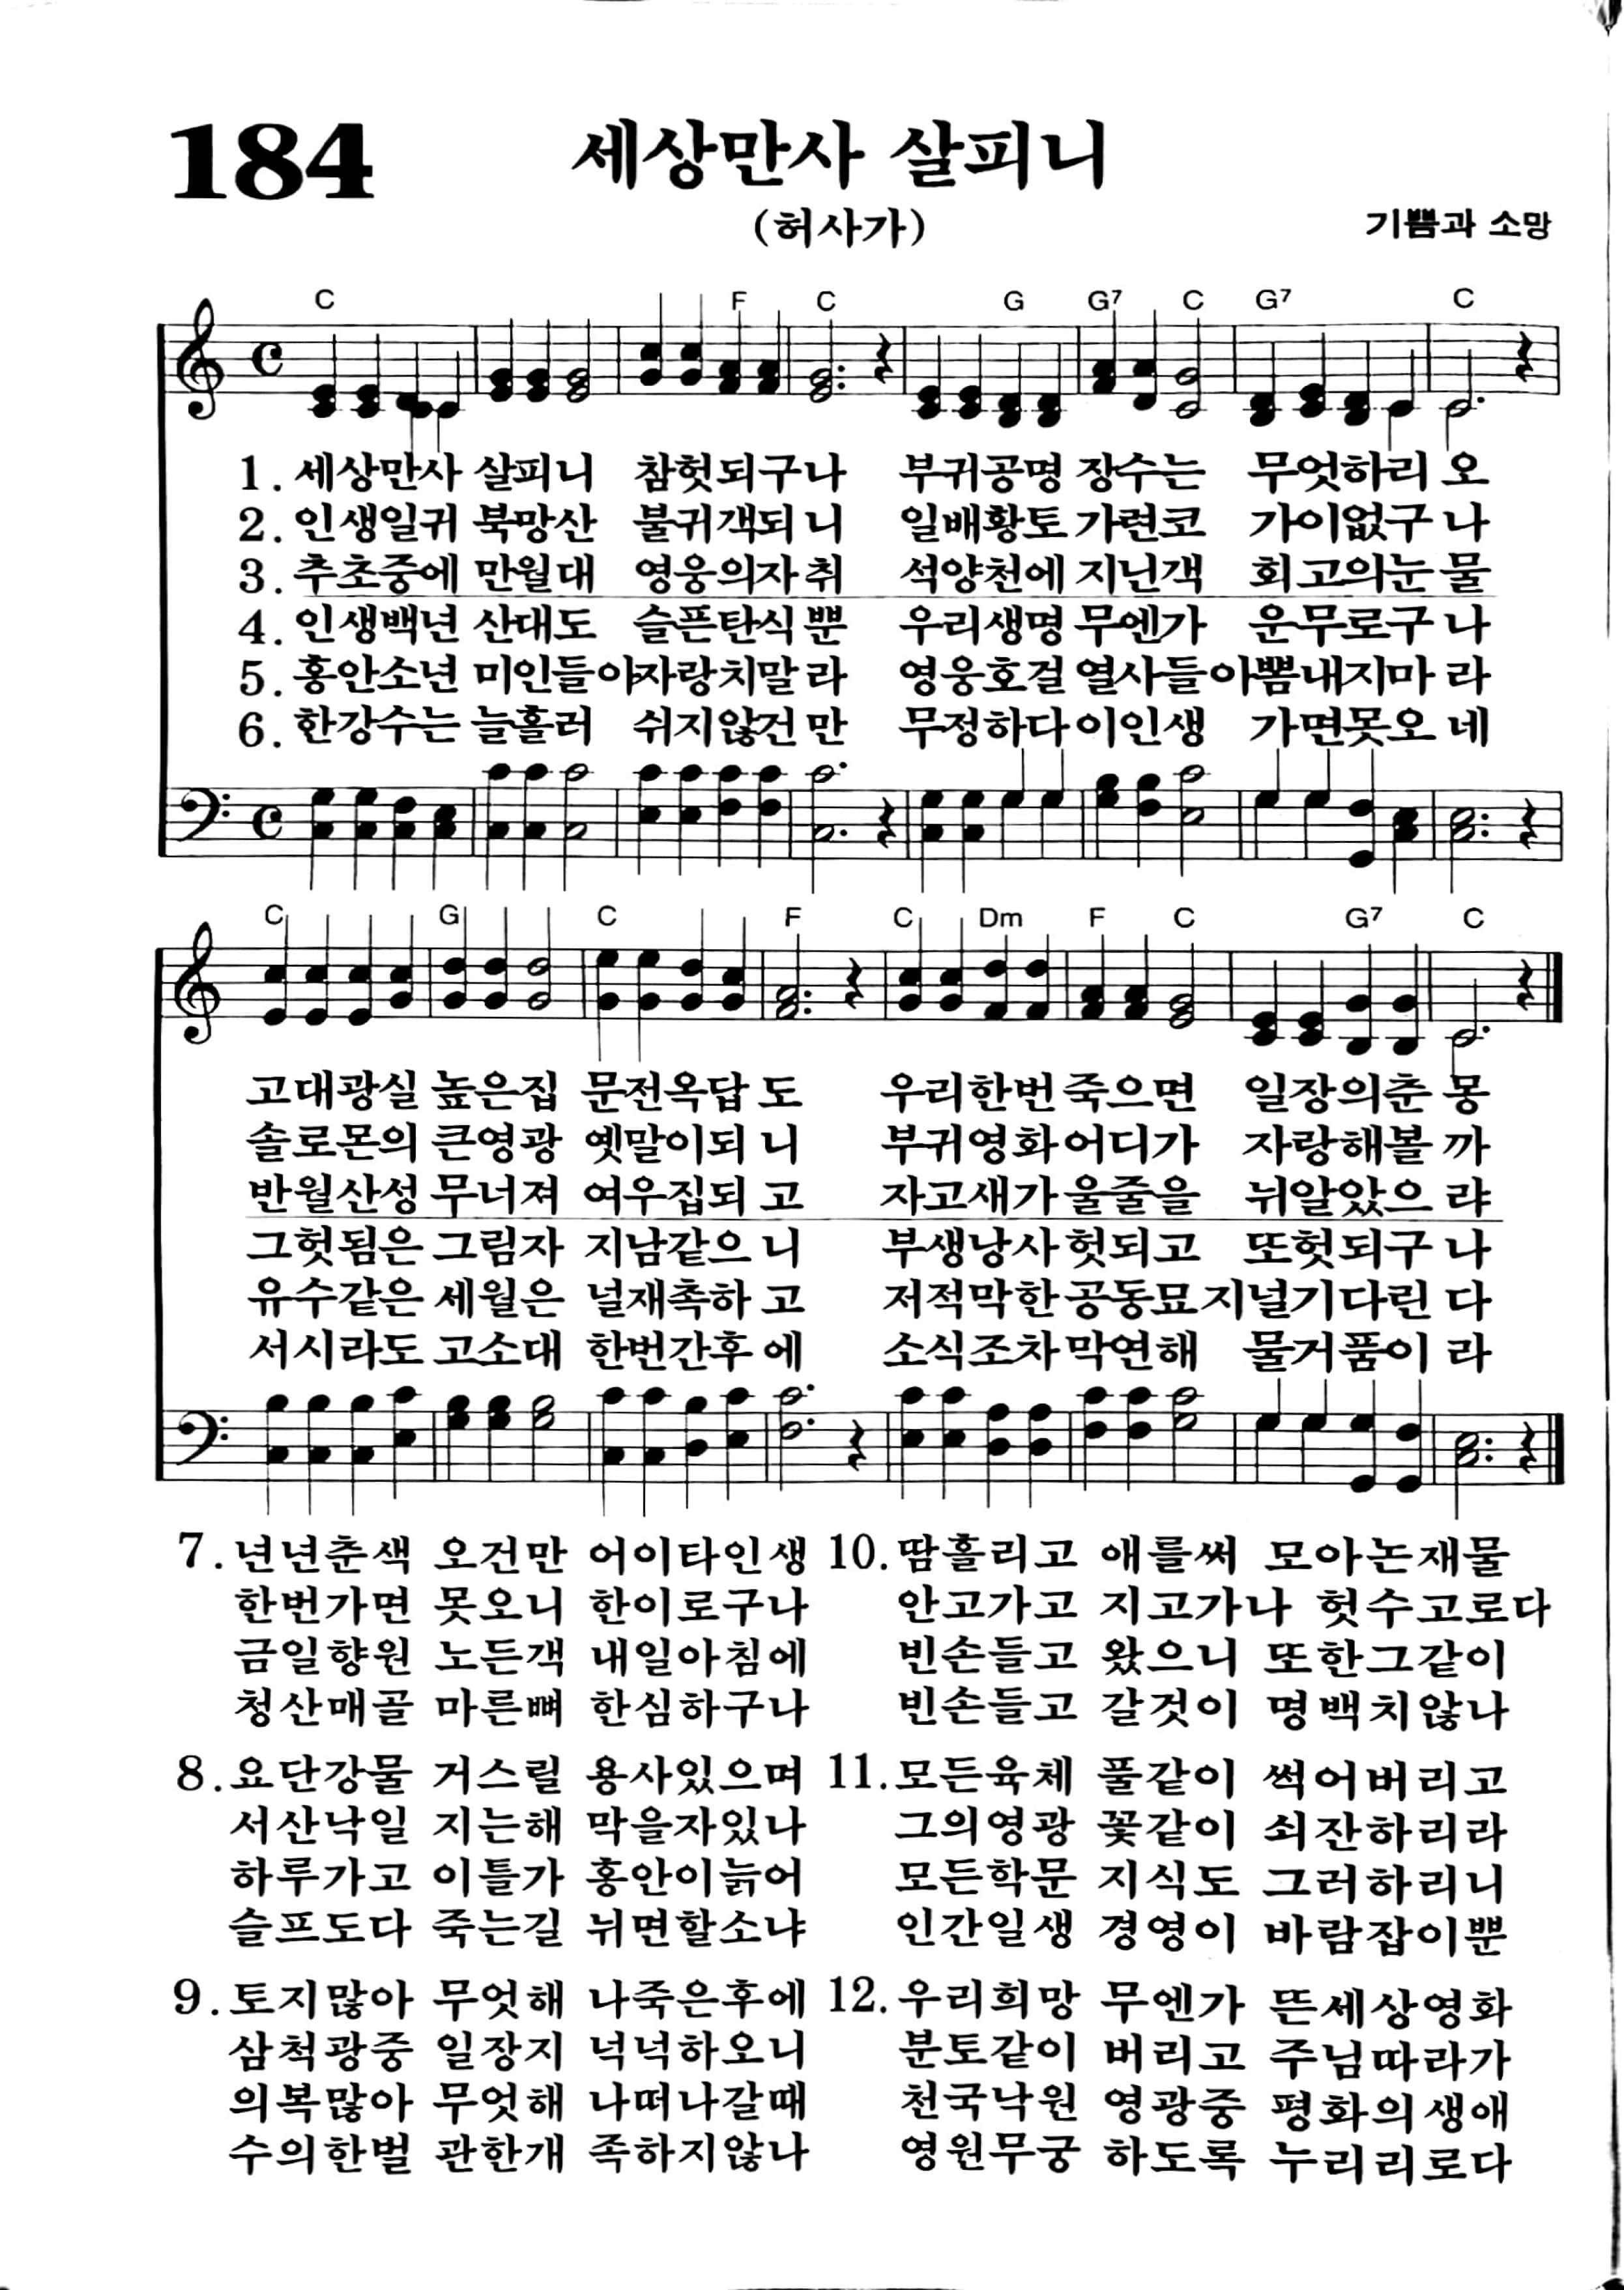 184
세상만사 살피니
(허사가)
기쁨과 소망
C F C G G7 C G7 C
1. 세상만사 살피니 참헛되구나 부귀공명 장수는 무엇하리 오
2. 인생일귀 북망산 불귀객되 니 일배황토 가련코 가이없구 나
3. 추초중에 만월대 영웅의자 취 석양천에 지닌객 회고의눈 물
4. 인생백년 산대도 슬픈탄식 뿐 우리생명 무엔가 운무로구 나
5. 홍안소년 미인들아자랑치말 라 영웅호걸 열사들아뽐내지마 라
6. 한강수는 늘흘러 쉬지않건 만 무정하다 이인생 가면못오 네
C G C F C Dm F C G7 C
고대광실 높은집 문전옥답 도 우리한번 죽으면 일장의춘 몽
솔로몬의 큰영광 옛말이되 니 부귀영화 어디가 자랑해볼 까
반월산성 무너져 여우집되 고 자고새가 울줄을 뉘알았으 랴
그헛됨은 그림자 지남같으 니 부생낭사 헛되고 또헛되구 나
유수같은 세월은 널재촉하 고 저적막한 공동묘지널기다린 다
서시라도 고소대 한번간후 에 소식조차 막연해 물거품이 라
7. 년년춘색 오건만 어이타인생
한번가면 못오니 한이로구나
금일향원 노든객 내일아침에
청산매골 마른뼈 한심하구나
8. 요단강물 거스릴 용사있으며
서산낙일 지는해 막을자있나
하루가고 이틀가 홍안이늙어
슬프도다 죽는길 뉘면할소냐
9. 토지많아 무엇해 나죽은후에
삼척광중 일장지 넉넉하오니
의복많아 무엇해 나떠나갈때
수의한벌 관한개 족하지않나
10. 땀흘리고 애를써 모아논재물
안고가고 지고가나 헛수고로다
빈손들고 왔으니 또한그같이
빈손들고 갈것이 명백치않나
11. 모든육체 풀같이 썩어버리고
그의영광 꽃같이 쇠잔하리라
모든학문 지식도 그러하리니
인간일생 경영이 바람잡이뿐
12. 우리희망 무엔가 뜬세상영화
분토같이 버리고 주님따라가
천국낙원 영광중 평화의생애
영원무궁 하도록 누리리로다